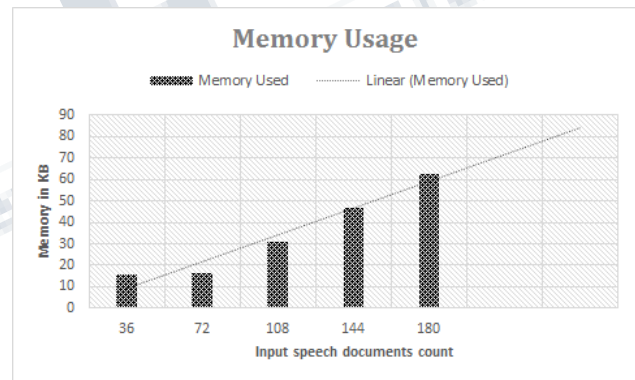 Memory Usage
Memory Used Linear (Memory Used)
90
80
70
60
50
40
30
20
10
0
Memory in KB
36 72 108 144 180
Input speech documents count